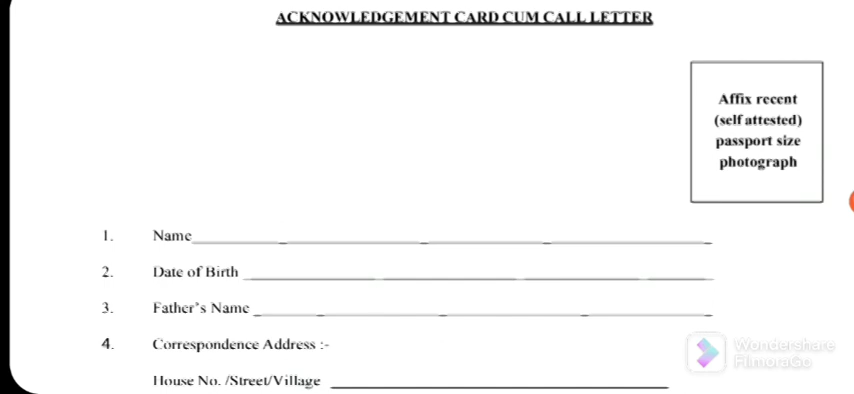 ACKNOWLEDGEMENT CARD CUM CALL LETTER
Affix recent
(self attested)
passport size
photograph
1. Name
2. Date of Birth
3. Father's Name
4. Correspondence Address :-
House No. /Street/Village
Wondershare
FilmoraGo